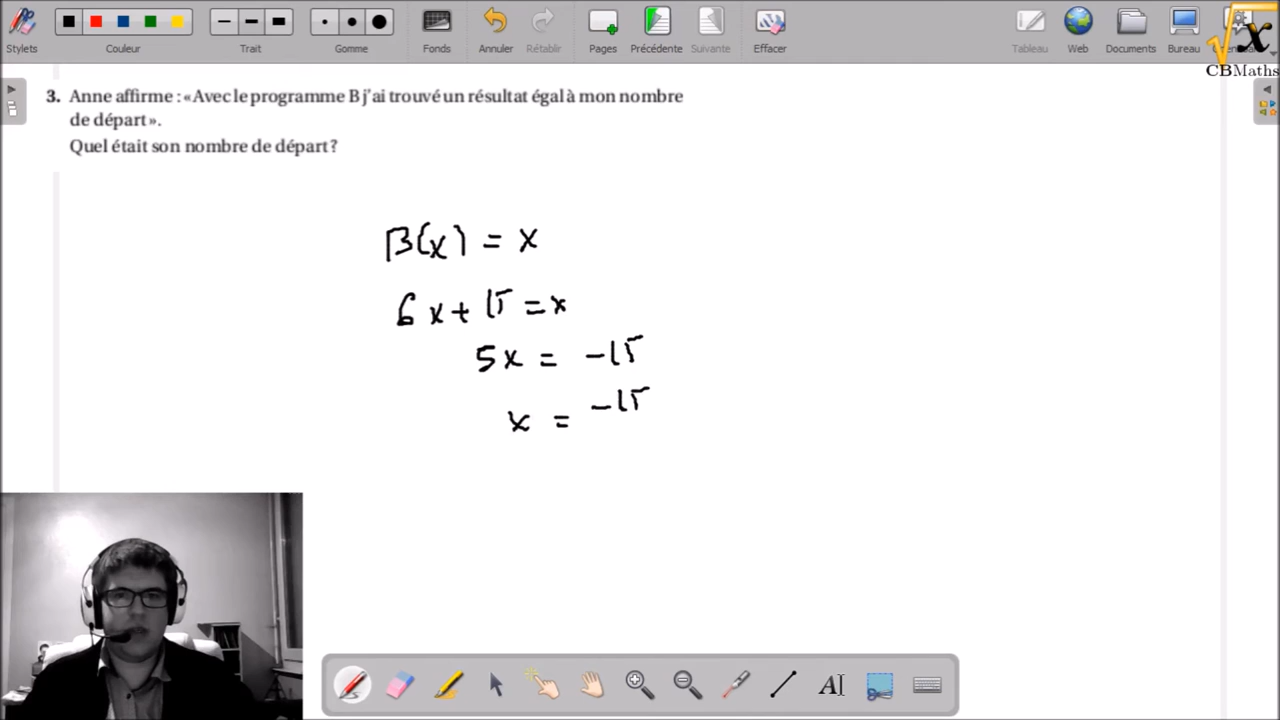 Stylets Couleur Trait Gomme Fonds Annuler Rétablir Pages Précédente Suivante Effacer Tableau Web Documents Bureau
√x
CBMaths
3. Anne affirme : «Avec le programme B j'ai trouvé un résultat égal à mon nombre
de départ».
Quel était son nombre de départ ?
B(x) = x
6x + 15 = x
5x = -15
x = -15
AI